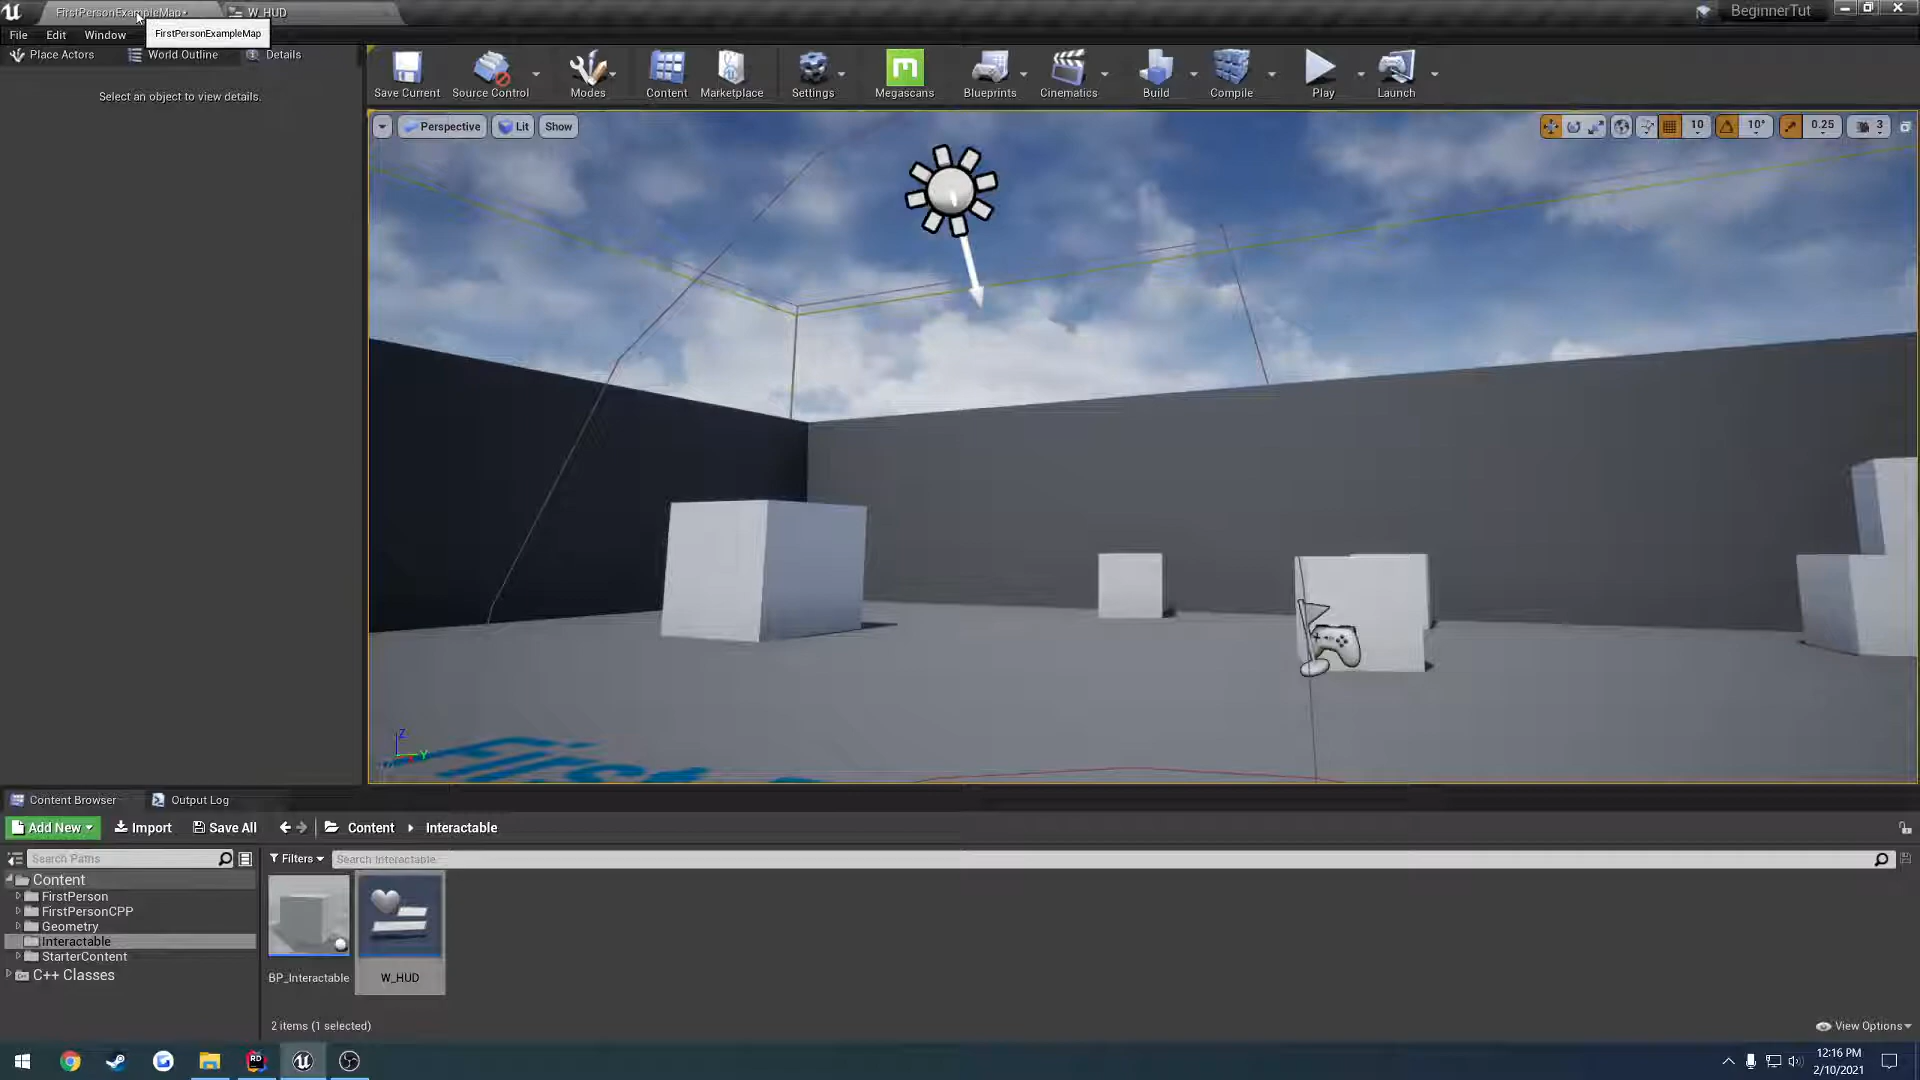 FirstPersonExampleMap•
W_HUD
BeginnerTut
File
Edit
Window
FirstPersonExampleMap
Place Actors
World Outline
Details
Select an object to view details.
Save Current
Source Control
Modes
Content
Marketplace
Settings
Megascans
Blueprints
Cinematics
Build
Compile
Play
Launch
Perspective
Lit
Show
10
10°
0.25
3
Z
Y
Content Browser
Output Log
Add New
Import
Save All
Content
Interactable
Search Paths
Filters
Search Interactable
Content
FirstPerson
FirstPersonCPP
Geometry
Interactable
StarterContent
C++ Classes
BP_Interactable
W_HUD
2 items (1 selected)
View Options
RD
12:16 PM
2/10/2021